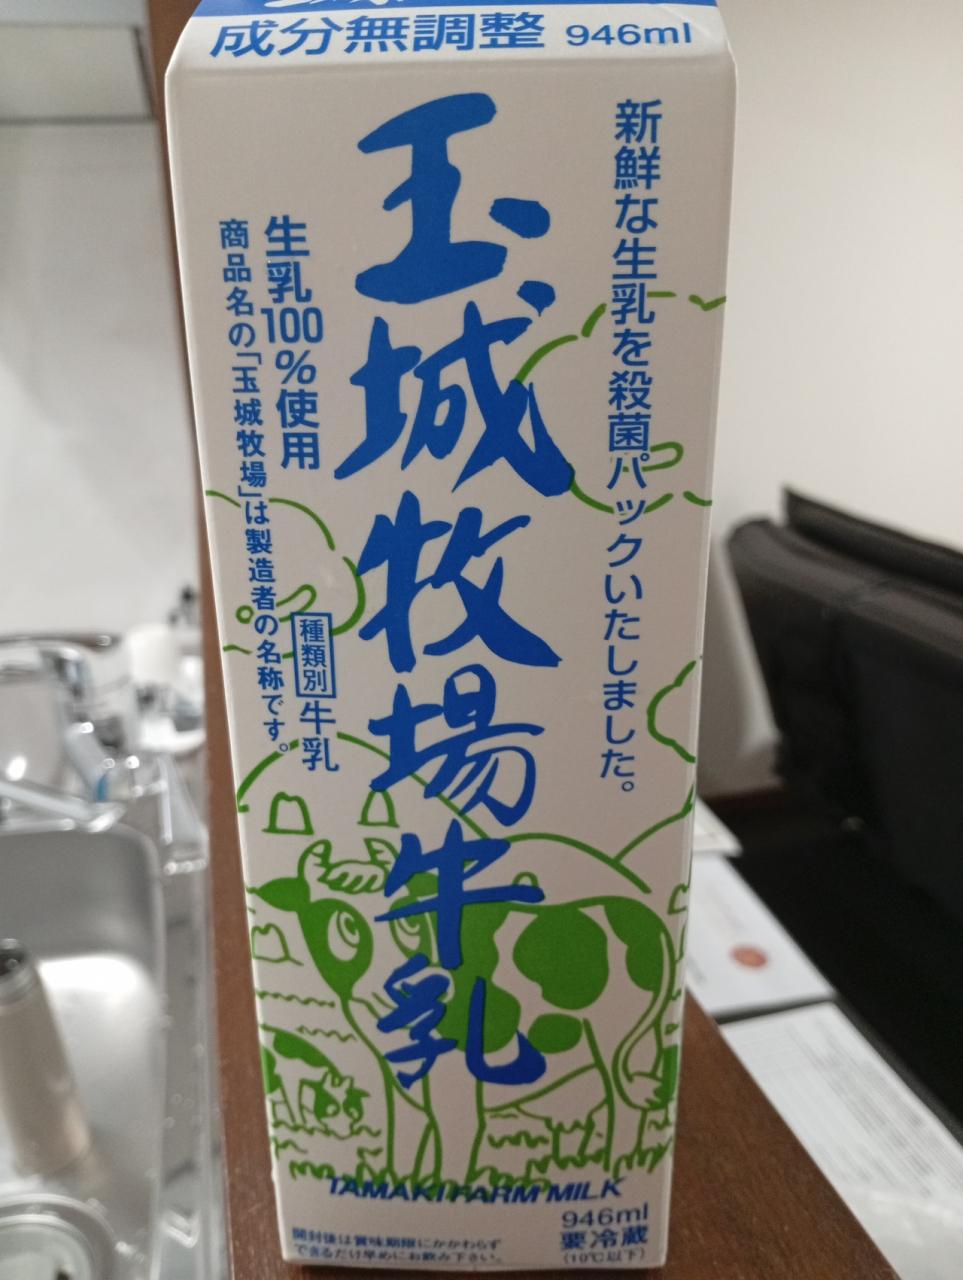 成分無調整 946ml
新鮮な生乳を殺菌パックいたしました。
玉城牧場牛乳
生乳100%使用
商品名の「玉城牧場」は製造者の名称です。
種類別 牛乳
TAMAKI FARM MILK
946ml
要冷蔵
(10℃以下)
開封後は賞味期限にかかわらず
できるだけ早めにお飲み下さい。